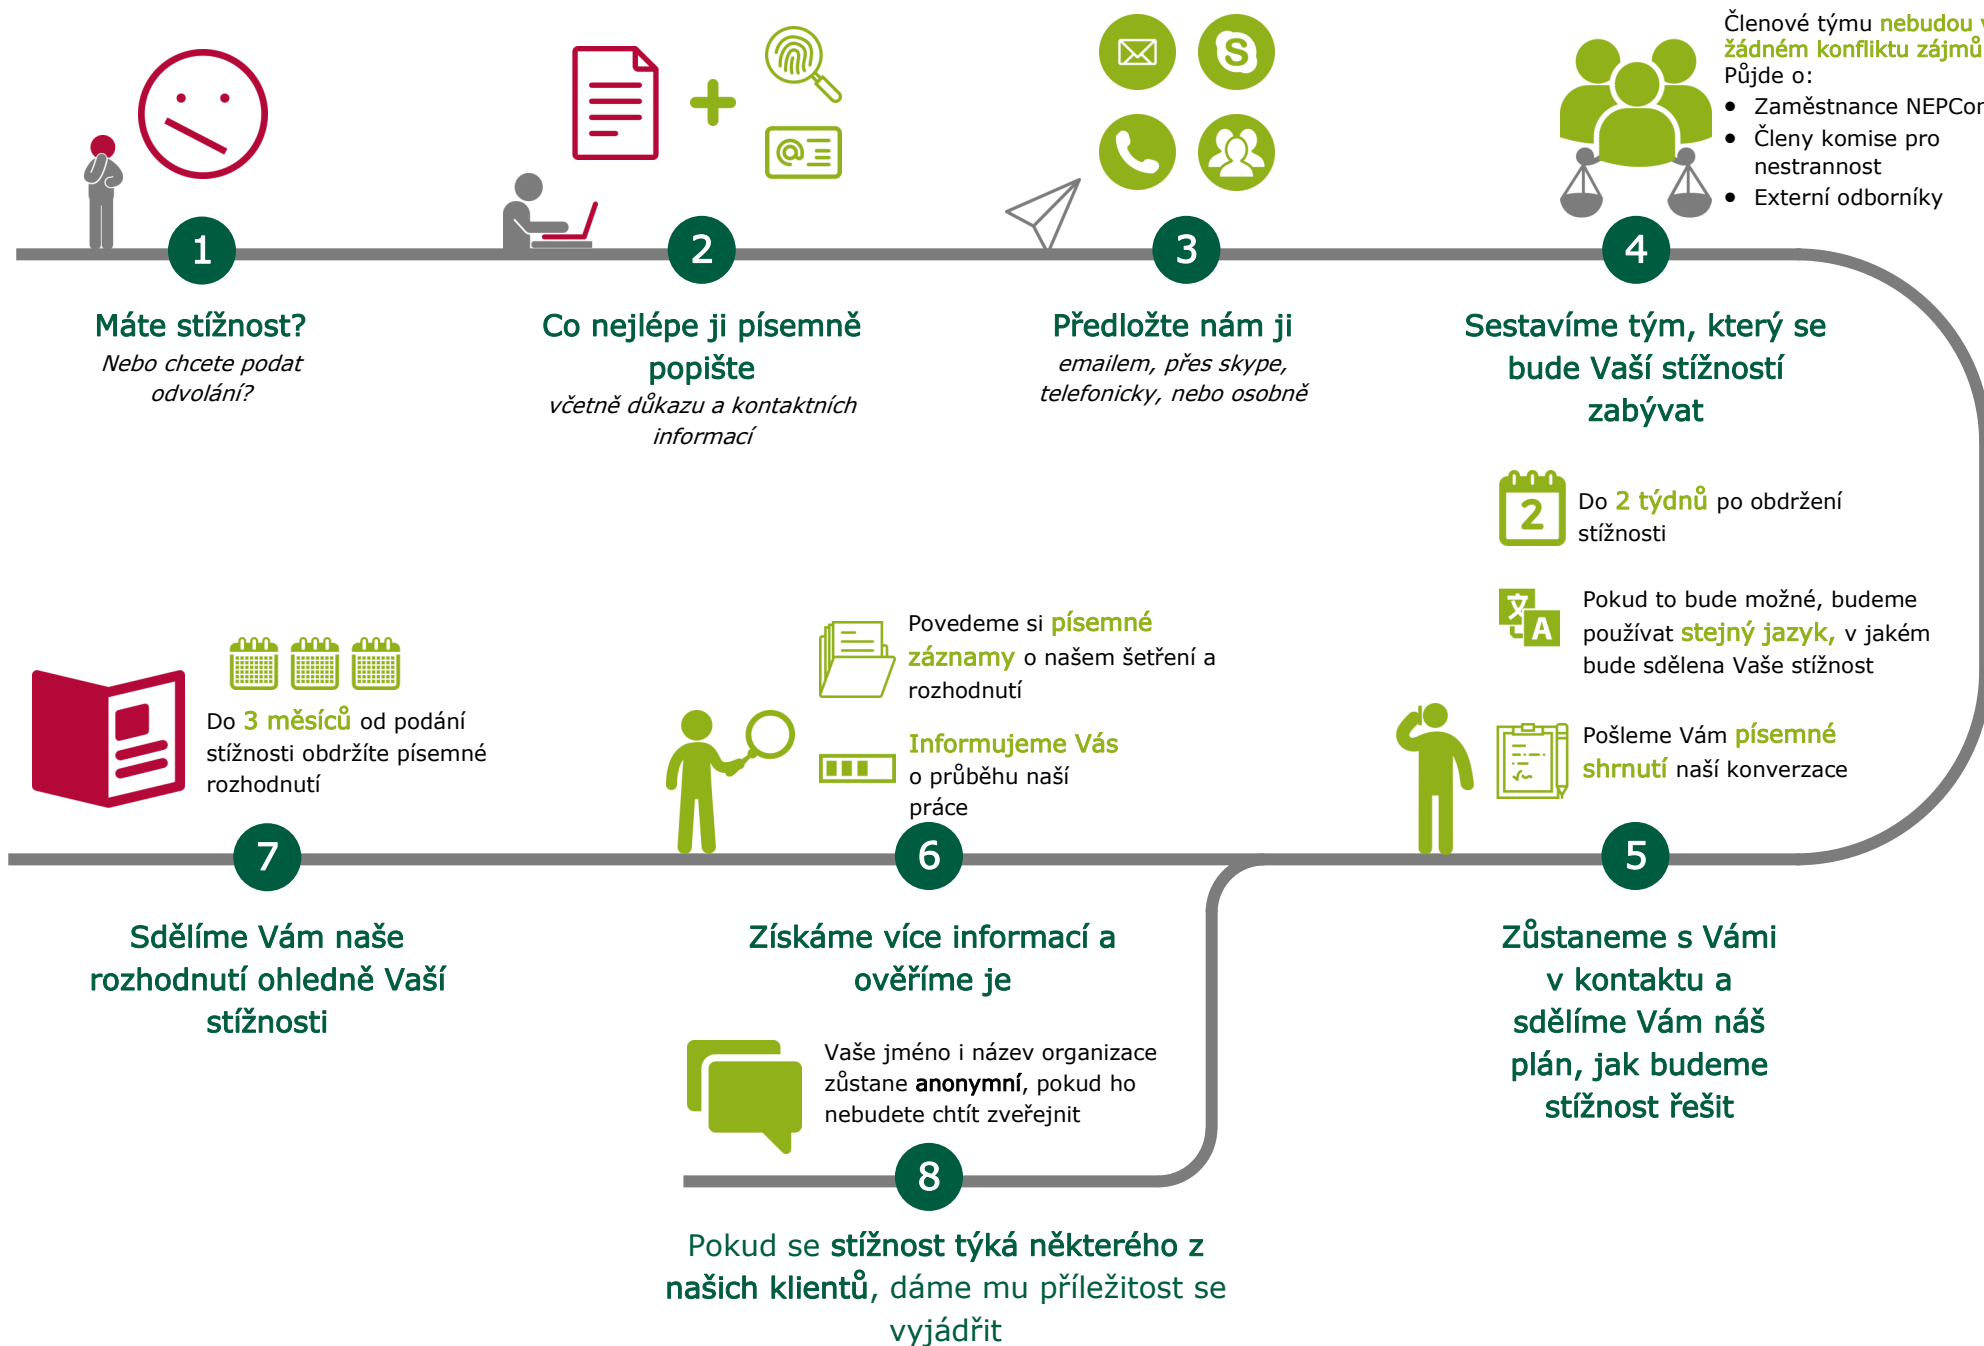 Členové týmu nebudou v
žádném konfliktu zájmů
Půjde o:
• Zaměstnance NEPCon
• Členy komise pro
nestrannost
• Externí odborníky
1
Máte stížnost?
Nebo chcete podat
odvolání?
2
Co nejlépe ji písemně
popište
včetně důkazu a kontaktních
informací
3
Předložte nám ji
emailem, přes skype,
telefonicky, nebo osobně
4
Sestavíme tým, který se
bude Vaší stížností
zabývat
2
Do 2 týdnů po obdržení
stížnosti
Pokud to bude možné, budeme
používat stejný jazyk, v jakém
bude sdělena Vaše stížnost
Pošleme Vám písemné
shrnutí naší konverzace
5
Zůstaneme s Vámi
v kontaktu a
sdělíme Vám náš
plán, jak budeme
stížnost řešit
Povedeme si písemné
záznamy o našem šetření a
rozhodnutí
Informujeme Vás
o průběhu naší
práce
6
Získáme více informací a
ověříme je
Do 3 měsíců od podání
stížnosti obdržíte písemné
rozhodnutí
7
Sdělíme Vám naše
rozhodnutí ohledně Vaší
stížnosti
Vaše jméno i název organizace
zůstane anonymní, pokud ho
nebudete chtít zveřejnit
8
Pokud se stížnost týká některého z
našich klientů, dáme mu příležitost se
vyjádřit